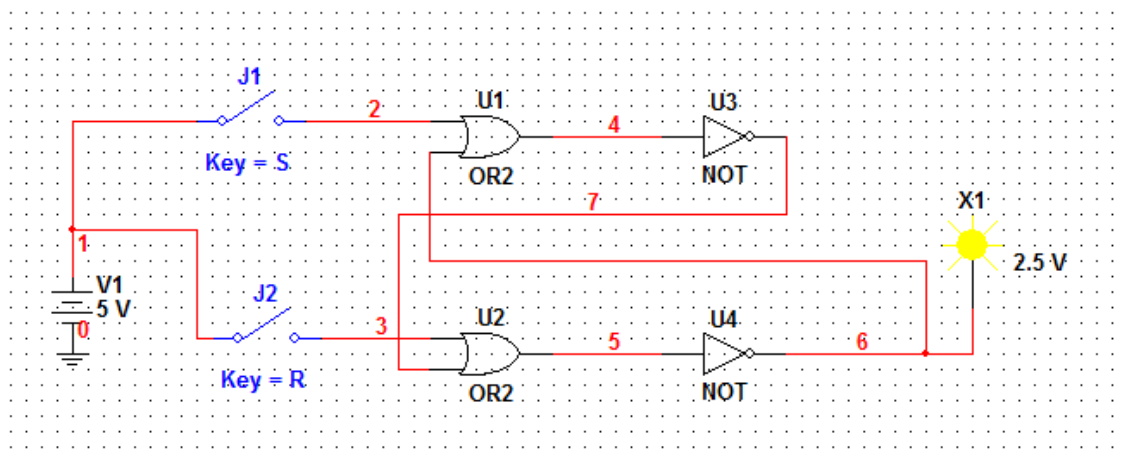 J1
2
Key = S
U1
OR2
4
U3
NOT
7
X1
2.5 V
1
V1
5 V
0
J2
3
Key = R
U2
OR2
5
U4
NOT
6